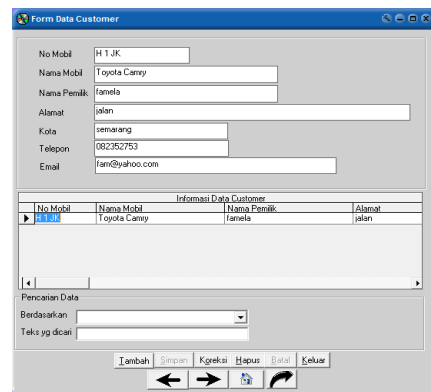 Form Data Customer
No Mobil H 1 JK
Nama Mobil Toyota Camry
Nama Pemilik famela
Alamat jalan
Kota semarang
Telepon 082352753
Email fam@yahoo.com
Informasi Data Customer
No Mobil Nama Mobil Nama Pemilik Alamat
H 1 JK Toyota Camry famela jalan
Pencarian Data
Berdasarkan
Teks yg dicari
Tambah Simpan Koreksi Hapus Batal Keluar